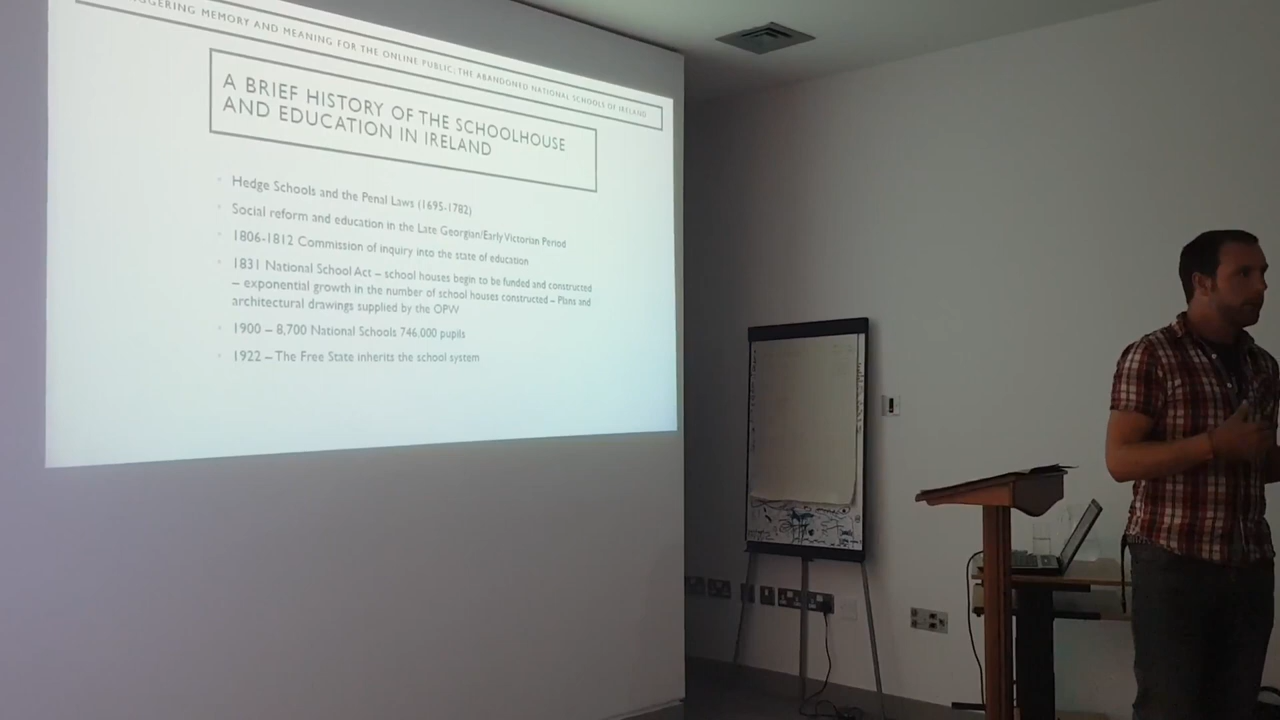 MEMORY AND MEANING FOR THE ONLINE PUBLIC: THE ABANDONED NATIONAL SCHOOLS OF IRELAND
A BRIEF HISTORY OF THE SCHOOLHOUSE
AND EDUCATION IN IRELAND
Hedge Schools and the Penal Laws (1695-1782)
Social reform and education in the Late Georgian/Early Victorian Period
1806-1812 Commission of inquiry into the state of education
1831 National School Act – school houses begin to be funded and constructed
– exponential growth in the number of school houses constructed – Plans and
architectural drawings supplied by the OPW
1900 – 8,700 National Schools 746,000 pupils
1922 – The Free State inherits the school system